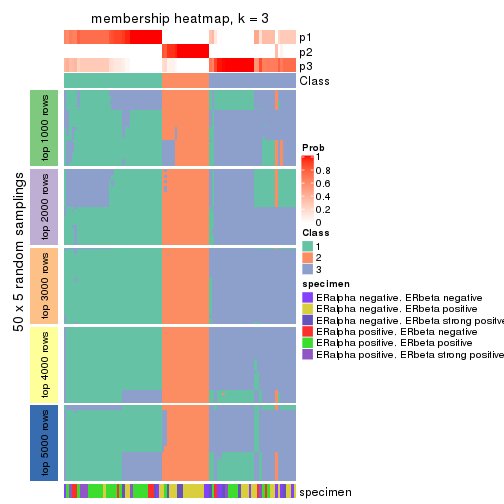 membership heatmap, k = 3
p1
p2
p3
Class
50 x 5 random samplings
top 1000 rows
top 2000 rows
top 3000 rows
top 4000 rows
top 5000 rows
specimen
Prob
1
0.8
0.6
0.4
0.2
0
Class
1
2
3
specimen
ERalpha negative. ERbeta negative
ERalpha negative. ERbeta positive
ERalpha negative. ERbeta strong positive
ERalpha positive. ERbeta negative
ERalpha positive. ERbeta positive
ERalpha positive. ERbeta strong positive